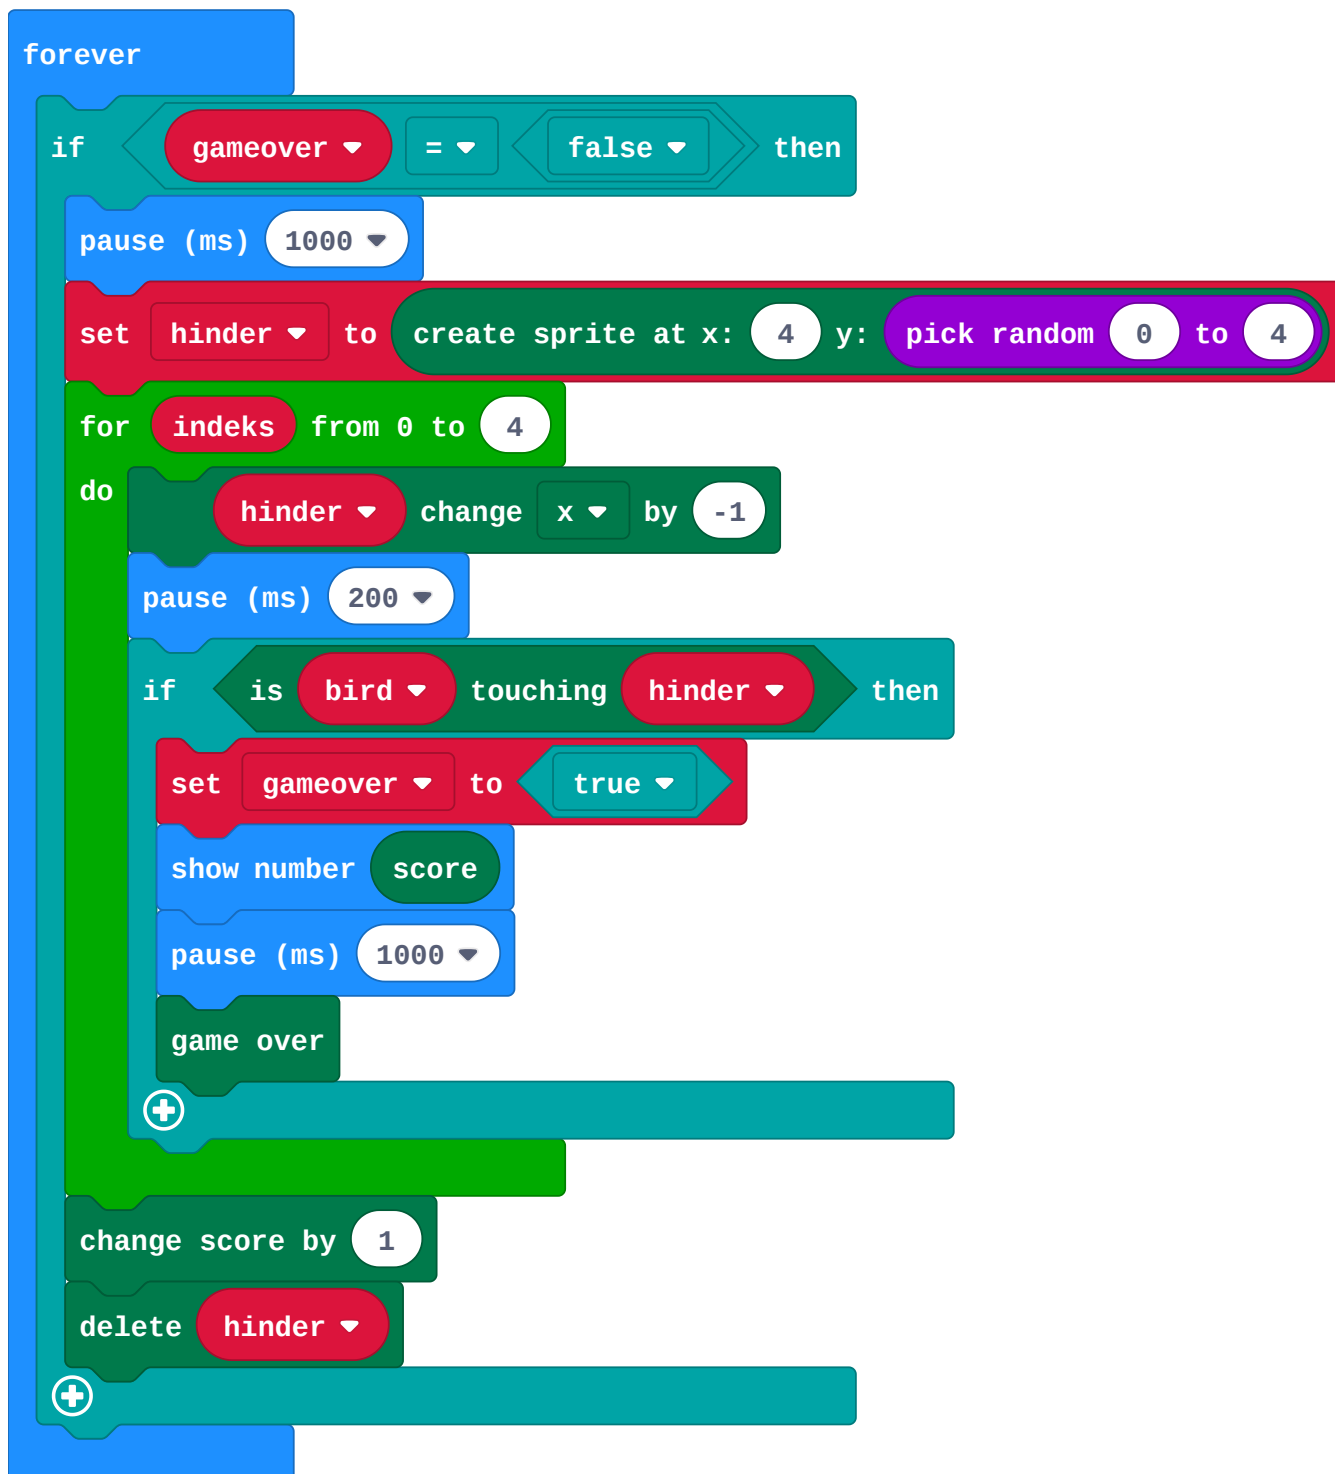 forever
if gameover = false then
pause (ms) 1000
set hinder to create sprite at x: 4 y: pick random 0 to 4
for indeks from 0 to 4
do
hinder change x by -1
pause (ms) 200
if is bird touching hinder then
set gameover to true
show number score
pause (ms) 1000
game over
change score by 1
delete hinder